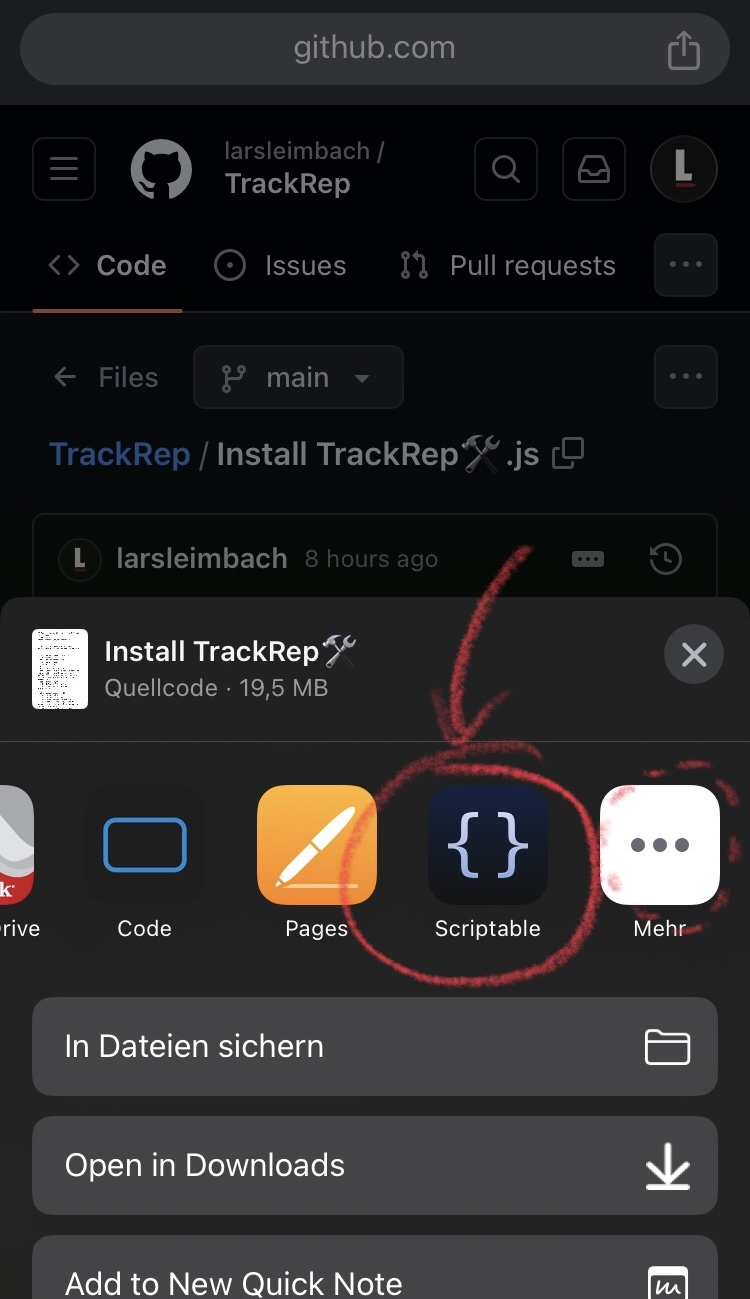 github.com
larsleimbach /
TrackRep
L
Code
Issues
Pull requests
Files
main
TrackRep / Install TrackRep🛠️.js
L
larsleimbach 8 hours ago
Install TrackRep🛠️
Quellcode · 19,5 MB
k
rive
Code
Pages
{ }
Scriptable
Mehr
In Dateien sichern
Open in Downloads
Add to New Quick Note